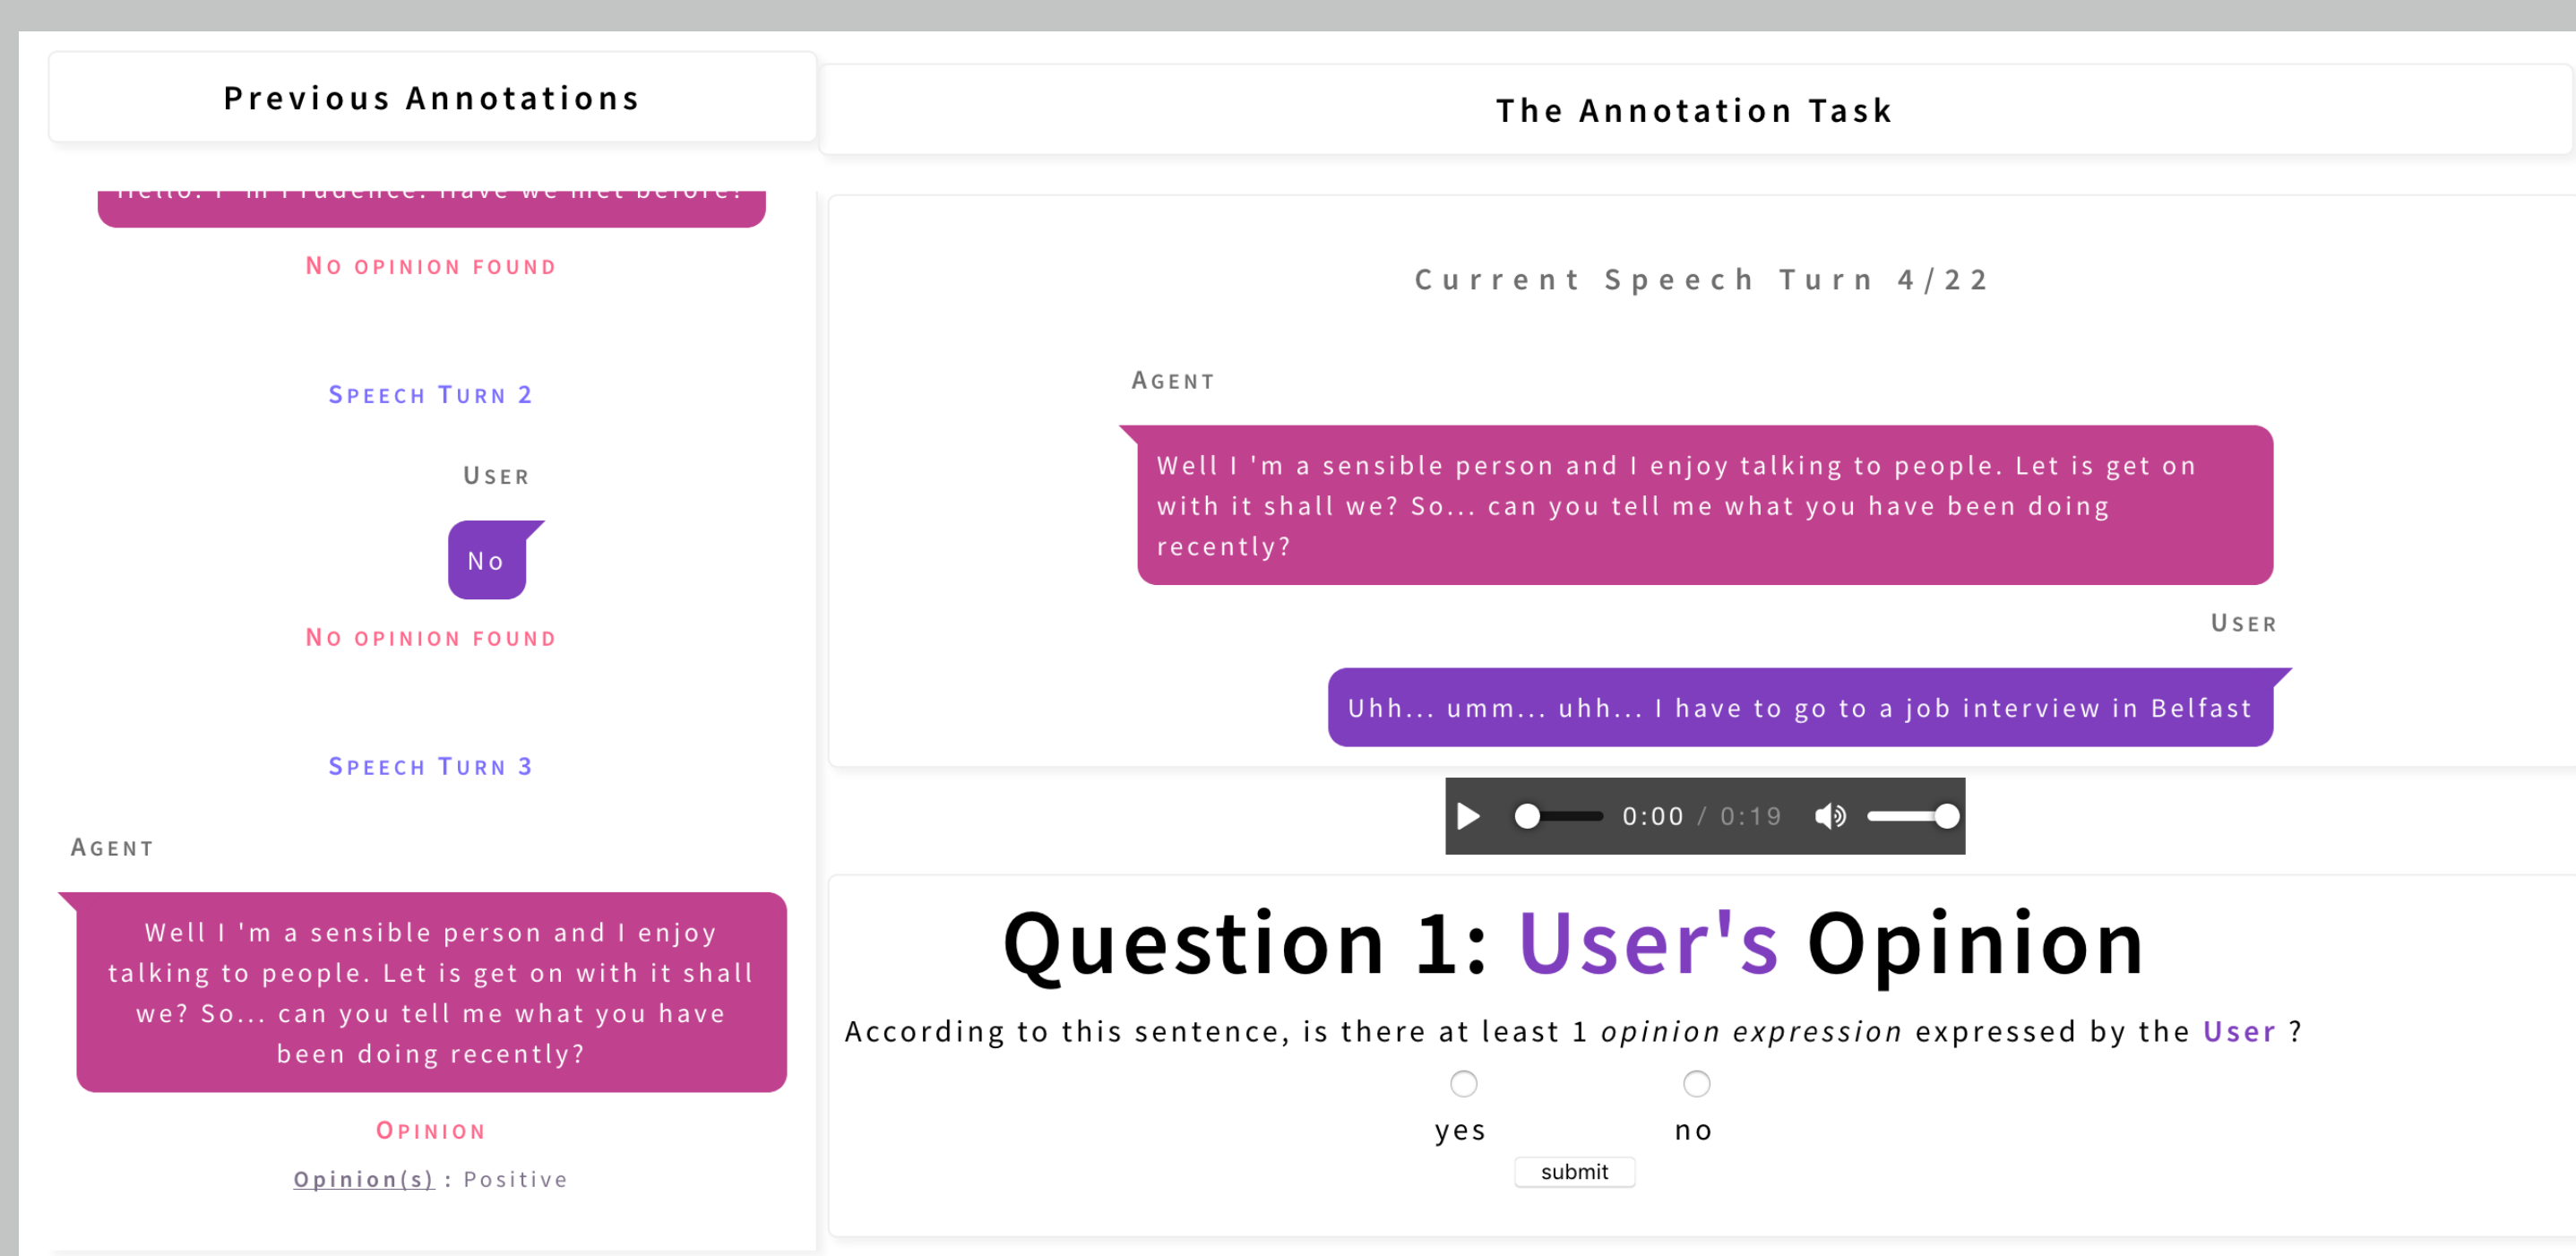 Previous Annotations
Hello. I 'm Prudence. Have we met before?
No opinion found
Speech Turn 2
User
No
No opinion found
Speech Turn 3
Agent
Well I 'm a sensible person and I enjoy
talking to people. Let is get on with it shall
we? So... can you tell me what you have
been doing recently?
Opinion
Opinion(s) : Positive
The Annotation Task
Current Speech Turn 4/22
Agent
Well I 'm a sensible person and I enjoy talking to people. Let is get on
with it shall we? So... can you tell me what you have been doing
recently?
User
Uhh... umm... uhh... I have to go to a job interview in Belfast
0:00 / 0:19
Question 1: User's Opinion
According to this sentence, is there at least 1 opinion expression expressed by the User ?
yes no
submit